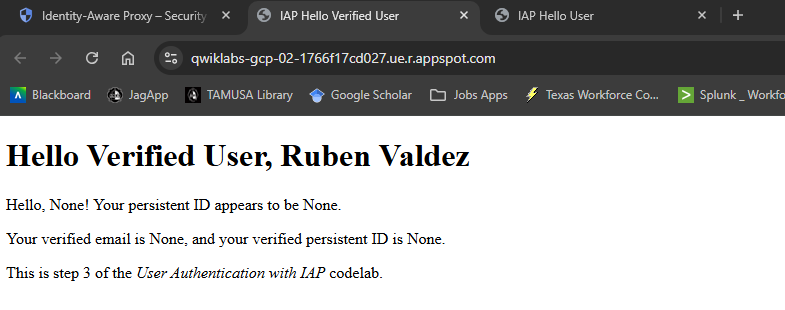 Identity-Aware Proxy – Security
IAP Hello Verified User
IAP Hello User
qwiklabs-gcp-02-1766f17cd027.ue.r.appspot.com
Blackboard JagApp TAMUSA Library Google Scholar Jobs Apps Texas Workforce Co... Splunk _ Workfo
Hello Verified User, Ruben Valdez
Hello, None! Your persistent ID appears to be None.
Your verified email is None, and your verified persistent ID is None.
This is step 3 of the User Authentication with IAP codelab.